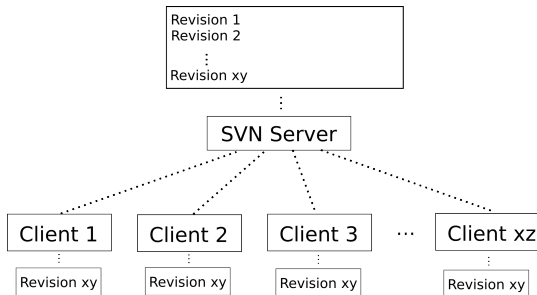 Revision 1
Revision 2
⋮
Revision xy
SVN Server
Client 1 Client 2 Client 3 ... Client xz
Revision xy Revision xy Revision xy Revision xy